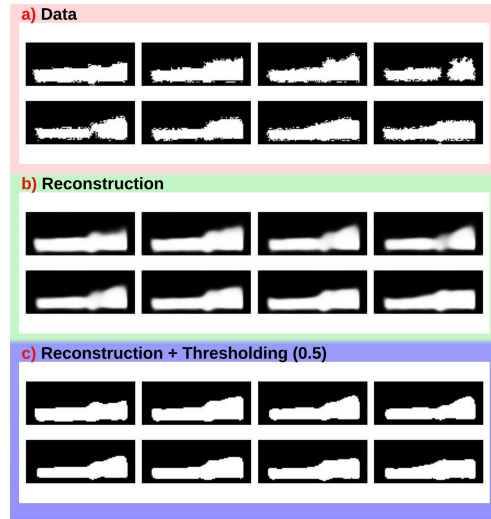 a) Data
b) Reconstruction
c) Reconstruction + Thresholding (0.5)